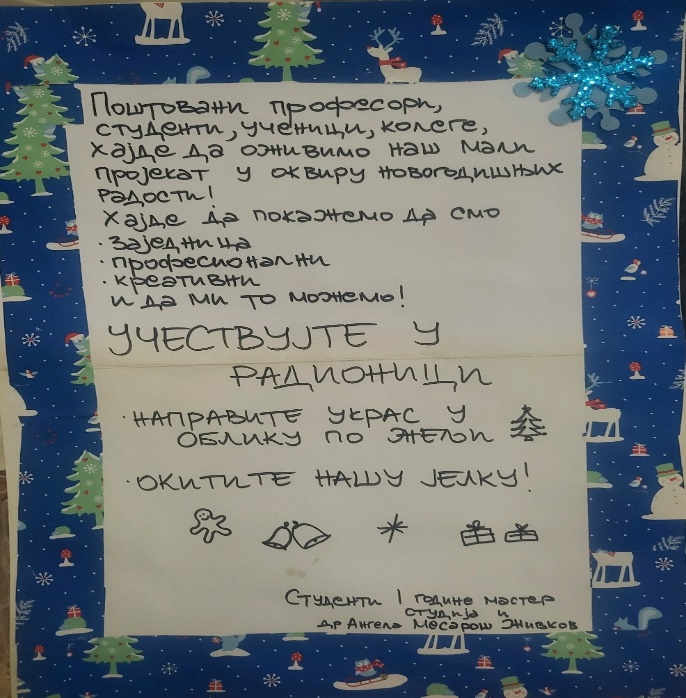 Поштовани професори,
студенти, ученици, колеге,
хајде да оживимо наш мали
пројекат у оквиру новогодишњих
радости!
Хајде да покажемо да смо
· заједница
· професионални
· креативни
и да ми то можемо!
УЧЕСТВУЈТЕ У
РАДИОНИЦИ
· НАПРАВИТЕ УКРАС У
ОБЛИКУ ПО ЖЕЉИ
· ОКИТИТЕ НАШУ ЈЕЛКУ!
Студенти I године мастер
студија и
др Ангела Месарош Живков